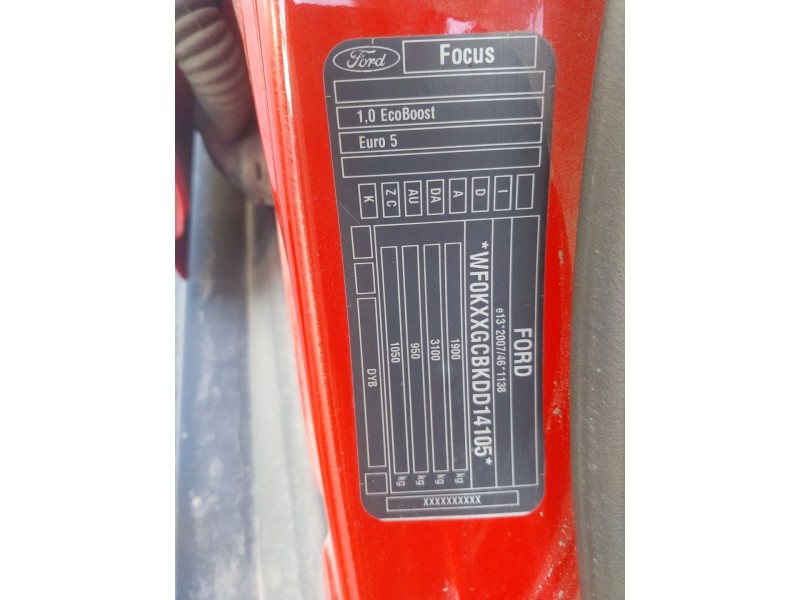 Ford
Focus
1,0 EcoBoost
Euro 5
K
Z C
AU
DA
A
D
I
FORD
e13*2007/46*1138
*WF0KXXGCBKDD14105*
1900 kg
3100 kg
950 kg
1050 kg
DYB
XXXXXXXXXX